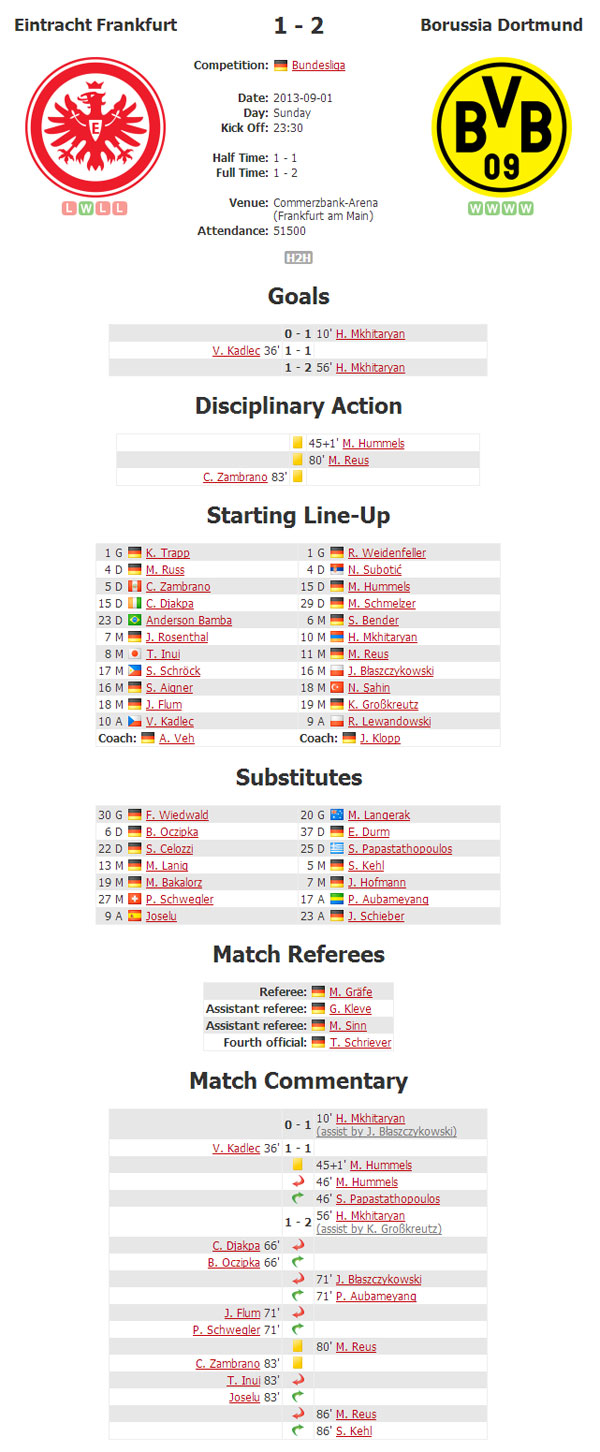 Eintracht Frankfurt 1 - 2 Borussia Dortmund
Competition: Bundesliga
Date: 2013-09-01
Day: Sunday
Kick Off: 23:30
Half Time: 1 - 1
Full Time: 1 - 2
Venue: Commerzbank-Arena
(Frankfurt am Main)
Attendance: 51500
E
BVB
09
L W L L
W W W W
H2H
Goals
0 - 1 10' H. Mkhitaryan
V. Kadlec 36' 1 - 1
1 - 2 56' H. Mkhitaryan
Disciplinary Action
45+1' M. Hummels
80' M. Reus
C. Zambrano 83'
Starting Line-Up
1 G K. Trapp 1 G R. Weidenfeller
4 D M. Russ 4 D N. Subotić
5 D C. Zambrano 15 D M. Hummels
15 D C. Djakpa 29 D M. Schmelzer
23 D Anderson Bamba 6 M S. Bender
7 M J. Rosenthal 10 M H. Mkhitaryan
8 M T. Inui 11 M M. Reus
17 M S. Schröck 16 M J. Błaszczykowski
16 M S. Aigner 18 M N. Sahin
18 M J. Flum 19 M K. Großkreutz
10 A V. Kadlec 9 A R. Lewandowski
Coach: A. Veh Coach: J. Klopp
Substitutes
30 G F. Wiedwald 20 G M. Langerak
6 D B. Oczipka 37 D E. Durm
22 D S. Celozzi 25 D S. Papastathopoulos
13 M M. Lanig 5 M S. Kehl
19 M M. Bakalorz 7 M J. Hofmann
27 M P. Schwegler 17 A P. Aubameyang
9 A Joselu 23 A J. Schieber
Match Referees
Referee: M. Gräfe
Assistant referee: G. Kleve
Assistant referee: M. Sinn
Fourth official: T. Schriever
Match Commentary
0 - 1 10' H. Mkhitaryan
(assist by J. Błaszczykowski)
V. Kadlec 36' 1 - 1
45+1' M. Hummels
46' M. Hummels
46' S. Papastathopoulos
1 - 2 56' H. Mkhitaryan
(assist by K. Großkreutz)
C. Djakpa 66'
B. Oczipka 66'
71' J. Błaszczykowski
71' P. Aubameyang
J. Flum 71'
P. Schwegler 71'
80' M. Reus
C. Zambrano 83'
T. Inui 83'
Joselu 83'
86' M. Reus
86' S. Kehl